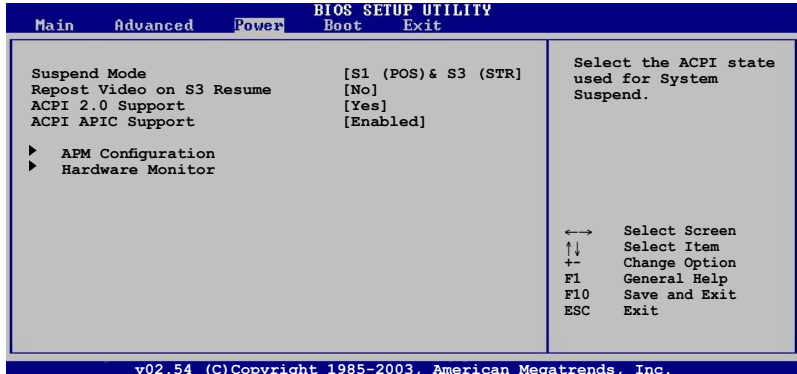 BIOS SETUP UTILITY
Main Advanced Power Boot Exit
Suspend Mode [S1 (POS)& S3 (STR]
Repost Video on S3 Resume [No]
ACPI 2.0 Support [Yes]
ACPI APIC Support [Enabled]
APM Configuration
Hardware Monitor
Select the ACPI state
used for System
Suspend.
←→ Select Screen
↑↓ Select Item
+- Change Option
F1 General Help
F10 Save and Exit
ESC Exit
v02.54 (C)Copyright 1985-2003, American Megatrends, Inc.